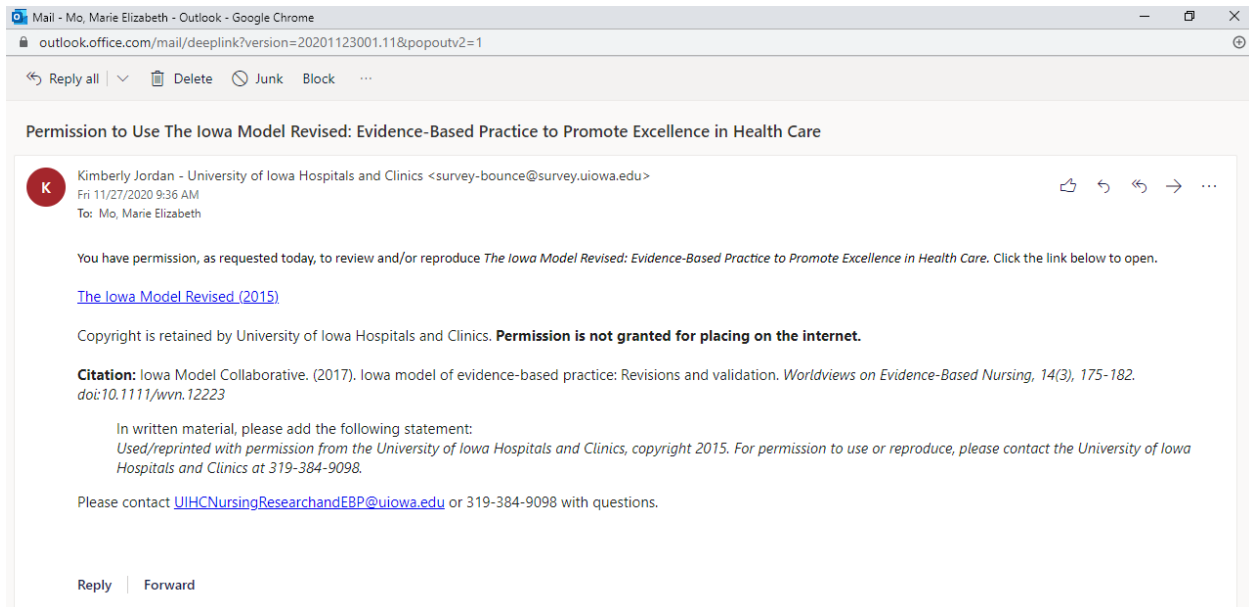 Mail - Mo, Marie Elizabeth - Outlook - Google Chrome
outlook.office.com/mail/deeplink?version=20201123001.11&popoutv2=1
Reply all Delete Junk Block ...
Permission to Use The Iowa Model Revised: Evidence-Based Practice to Promote Excellence in Health Care
K
Kimberly Jordan - University of Iowa Hospitals and Clinics <survey-bounce@survey.uiowa.edu>
Fri 11/27/2020 9:36 AM
To: Mo, Marie Elizabeth
You have permission, as requested today, to review and/or reproduce The Iowa Model Revised: Evidence-Based Practice to Promote Excellence in Health Care. Click the link below to open.
The Iowa Model Revised (2015)
Copyright is retained by University of Iowa Hospitals and Clinics. Permission is not granted for placing on the internet.
Citation: Iowa Model Collaborative. (2017). Iowa model of evidence-based practice: Revisions and validation. Worldviews on Evidence-Based Nursing, 14(3), 175-182.
doi:10.1111/wvn.12223
In written material, please add the following statement:
Used/reprinted with permission from the University of Iowa Hospitals and Clinics, copyright 2015. For permission to use or reproduce, please contact the University of Iowa
Hospitals and Clinics at 319-384-9098.
Please contact UIHCNursingResearchandEBP@uiowa.edu or 319-384-9098 with questions.
Reply Forward